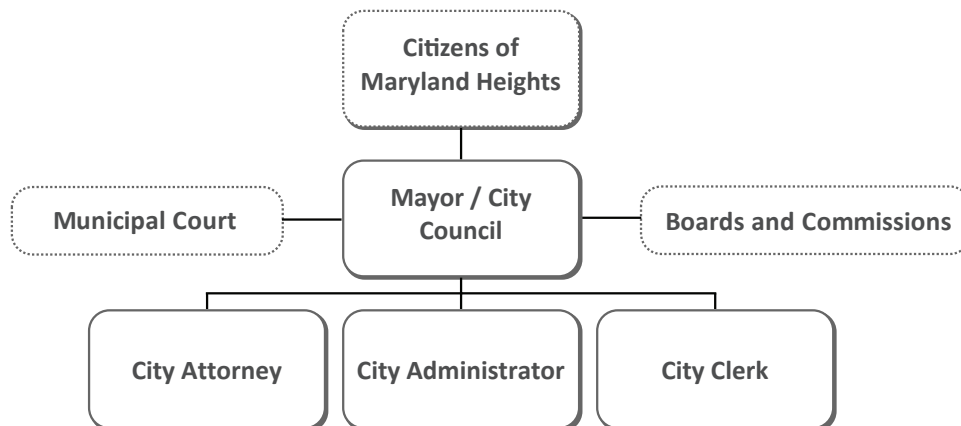 Citizens of
Maryland Heights
Municipal Court
Mayor / City
Council
Boards and Commissions
City Attorney
City Administrator
City Clerk